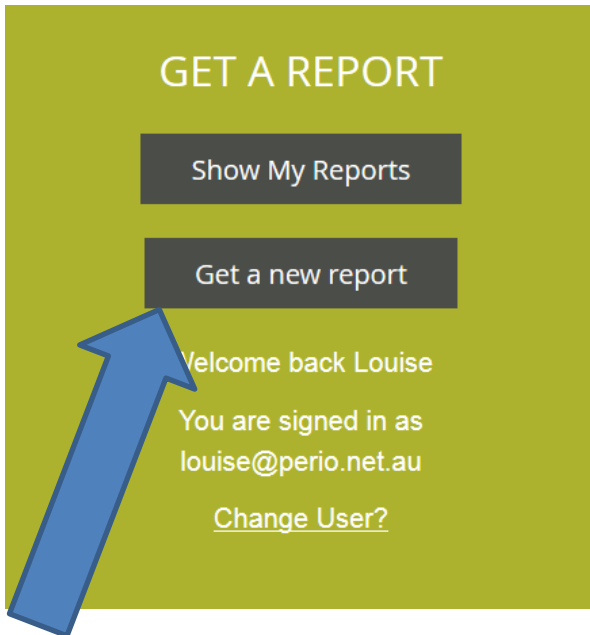 GET A REPORT
Show My Reports
Get a new report
Welcome back Louise
You are signed in as
louise@perio.net.au
Change User?